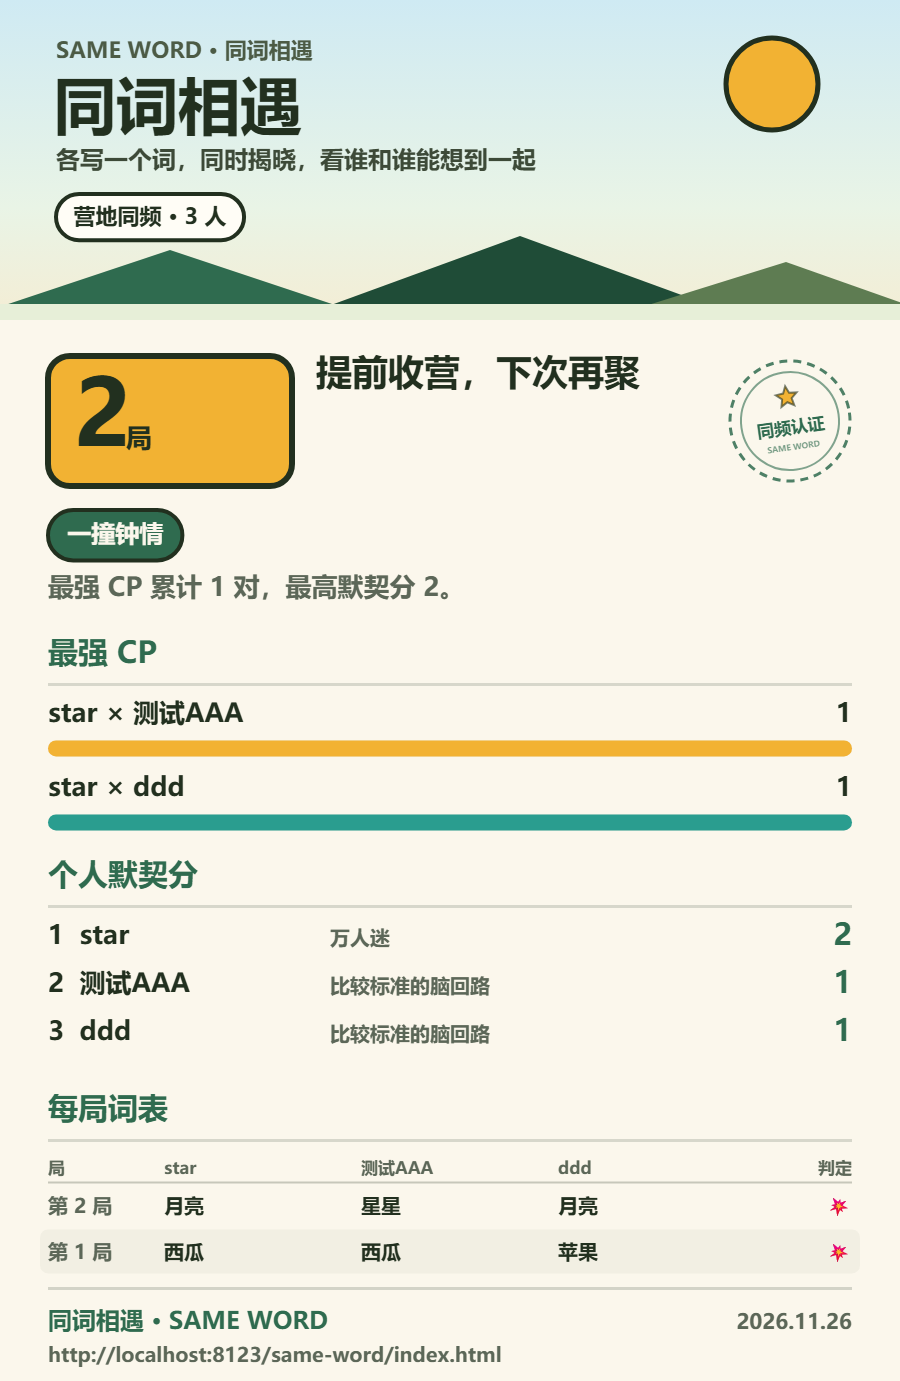 SAME WORD • 同词相遇
同词相遇
各写一个词，同时揭晓，看谁和谁能想到一起
营地同频 • 3 人
2局
提前收营，下次再聚
同频认证
SAME WORD
一撞钟情
最强 CP 累计 1 对，最高默契分 2。
最强 CP
star × 测试AAA 1
star × ddd 1
个人默契分
1 star 万人迷 2
2 测试AAA 比较标准的脑回路 1
3 ddd 比较标准的脑回路 1
每局词表
局 star 测试AAA ddd 判定
第 2 局 月亮 星星 月亮 💥
第 1 局 西瓜 西瓜 苹果 💥
同词相遇 • SAME WORD 2026.11.26
http://localhost:8123/same-word/index.html